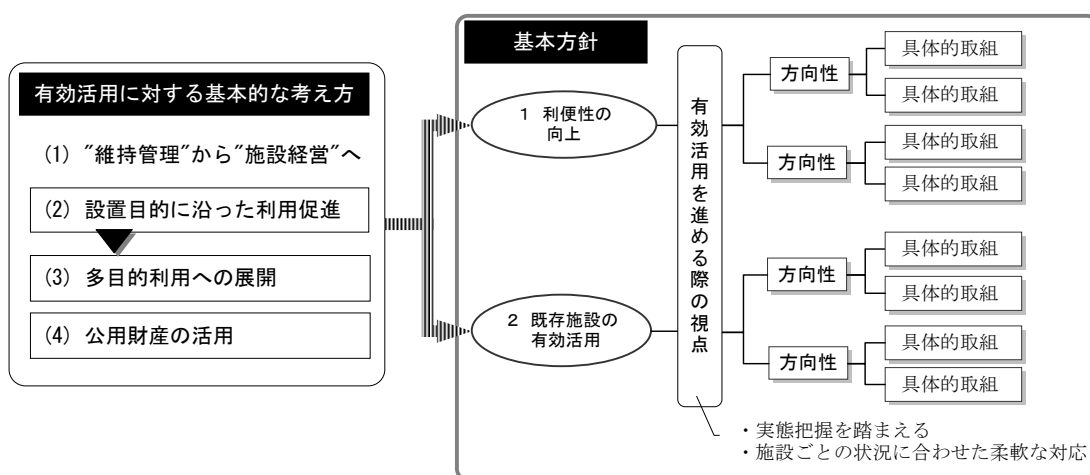 有効活用に対する基本的な考え方
(1) ″維持管理″から″施設経営″へ
(2) 設置目的に沿った利用促進
(3) 多目的利用への展開
(4) 公用財産の活用
基本方針
1 利便性の
向上
2 既存施設の
有効活用
有効活用を進める際の視点
方向性
具体的取組
具体的取組
方向性
具体的取組
具体的取組
方向性
具体的取組
具体的取組
方向性
具体的取組
具体的取組
・実態把握を踏まえる
・施設ごとの状況に合わせた柔軟な対応